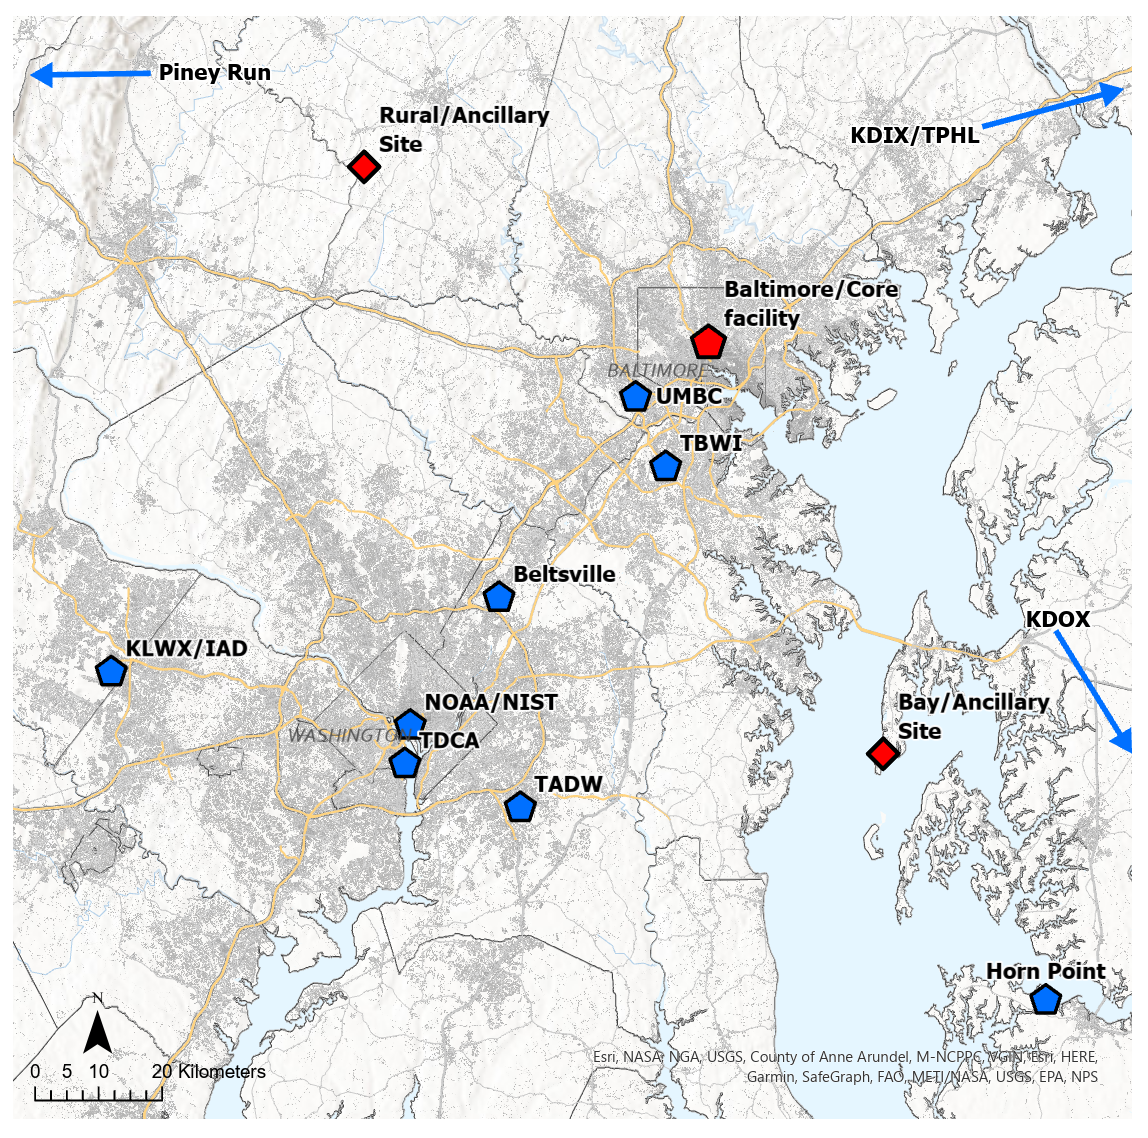 Piney Run
Rural/Ancillary
Site
KDIX/TPHL
Baltimore/Core
facility
BALTIMORE
UMBC
TBWI
Beltsville
KDOX
KLWX/IAD
NOAA/NIST
Bay/Ancillary
Site
WASHINGTON
TDCA
TADW
Horn Point
N
0 5 10 20 Kilometers
Esri, NASA, NGA, USGS, County of Anne Arundel, M-NCPPC, VGIN, Esri, HERE,
Garmin, SafeGraph, FAO, METI/NASA, USGS, EPA, NPS